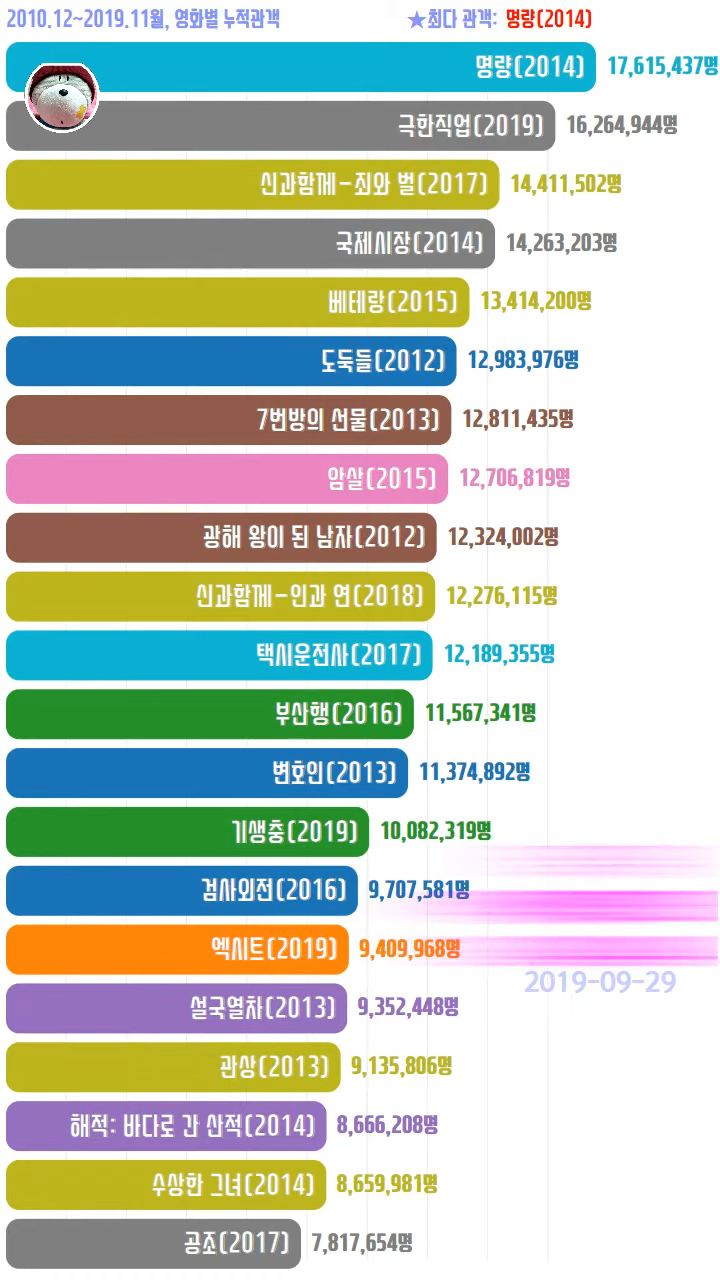 2010.12~2019.11월, 영화별 누적관객 ★최다 관객: 명량(2014)
명량(2014) 17,615,437명
극한직업(2019) 16,264,944명
신과함께-죄와 벌(2017) 14,411,502명
국제시장(2014) 14,263,203명
베테랑(2015) 13,414,200명
도둑들(2012) 12,983,976명
7번방의 선물(2013) 12,811,435명
암살(2015) 12,706,819명
광해 왕이 된 남자(2012) 12,324,002명
신과함께-인과 연(2018) 12,276,115명
택시운전사(2017) 12,189,355명
부산행(2016) 11,567,341명
변호인(2013) 11,374,892명
기생충(2019) 10,082,319명
검사외전(2016) 9,707,581명
엑시트(2019) 9,409,968명
2019-09-29
설국열차(2013) 9,352,448명
관상(2013) 9,135,806명
해적: 바다로 간 산적(2014) 8,666,208명
수상한 그녀(2014) 8,659,981명
공조(2017) 7,817,654명